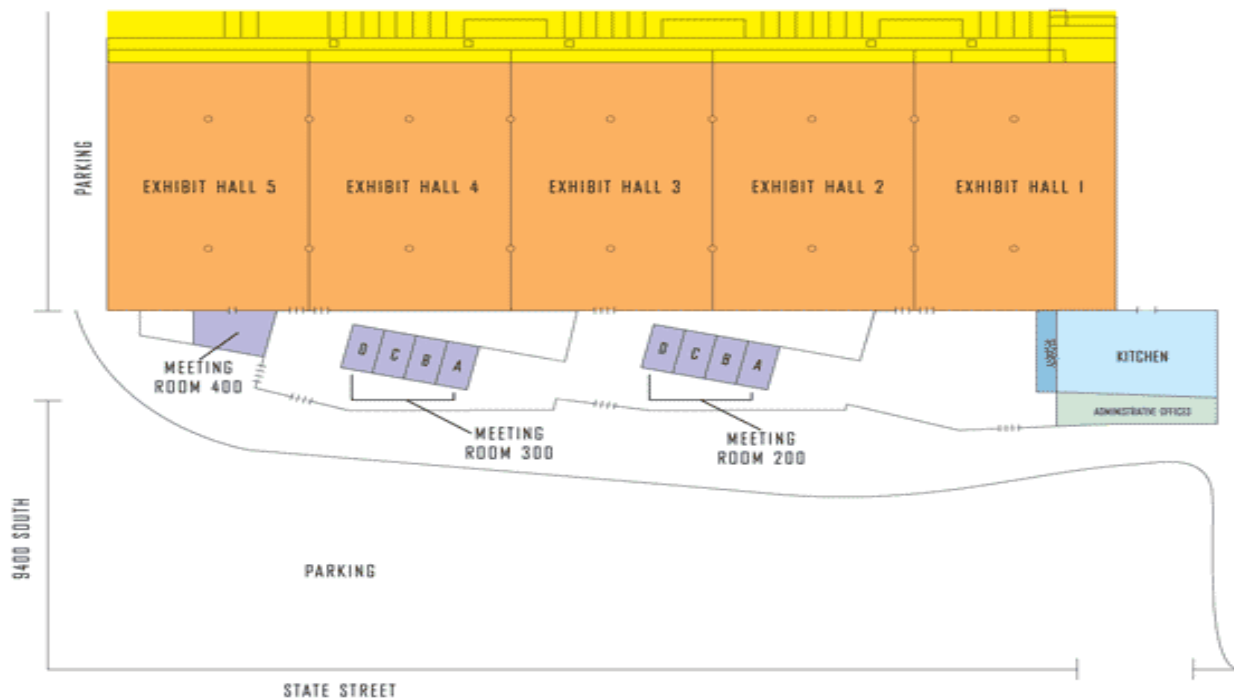 PARKING
EXHIBIT HALL 5
EXHIBIT HALL 4
EXHIBIT HALL 3
EXHIBIT HALL 2
EXHIBIT HALL 1
MEETING
ROOM 400
D
C
B
A
MEETING
ROOM 300
D
C
B
A
MEETING
ROOM 200
KITCHEN
ADMINISTRATIVE OFFICES
9400 SOUTH
PARKING
STATE STREET